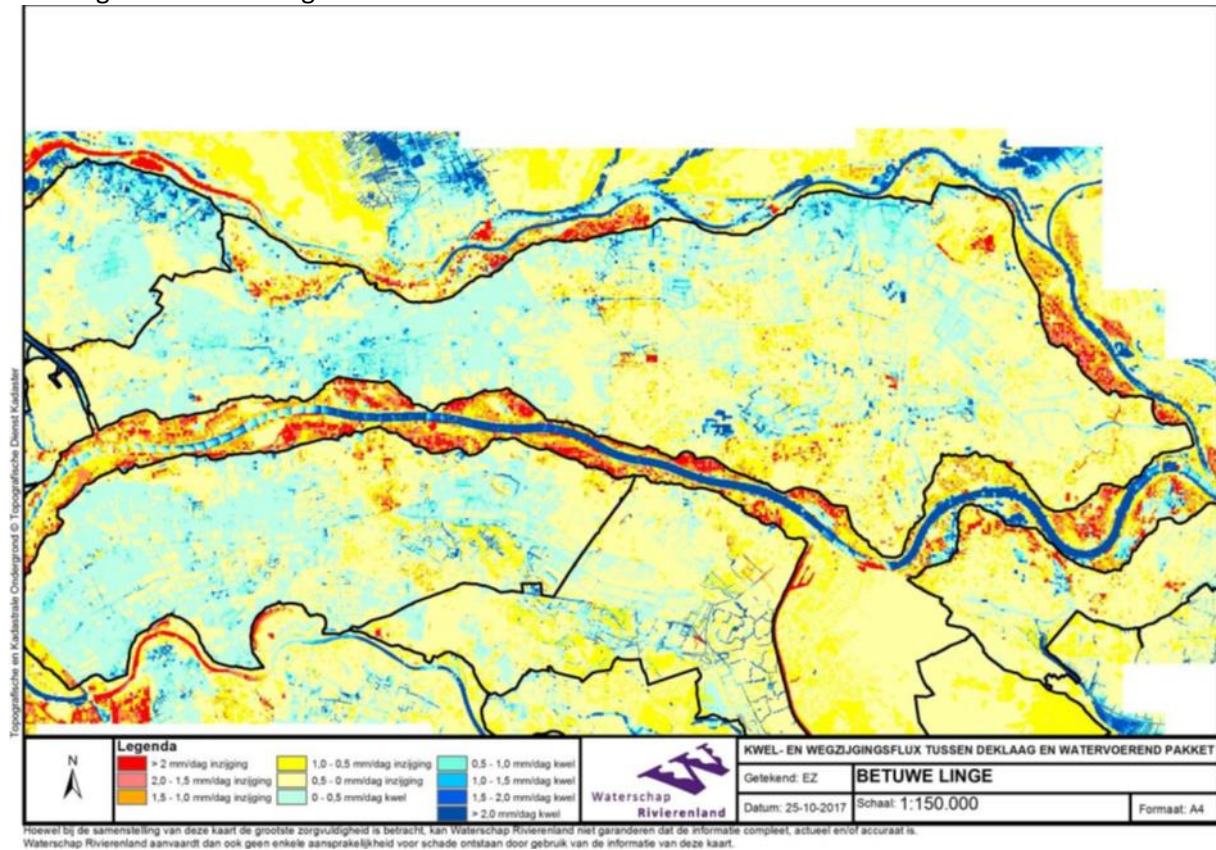 Topografische en Kadastrale Ondergrond © Topografische Dienst Kadaster
N
Legenda
> 2 mm/dag inzijging
2,0 - 1,5 mm/dag inzijging
1,5 - 1,0 mm/dag inzijging
1,0 - 0,5 mm/dag inzijging
0,5 - 0 mm/dag inzijging
0 - 0,5 mm/dag kwel
0,5 - 1,0 mm/dag kwel
1,0 - 1,5 mm/dag kwel
1,5 - 2,0 mm/dag kwel
> 2,0 mm/dag kwel
Waterschap
Rivierenland
KWEL- EN WEGZIJGINGSFLUX TUSSEN DEKLAAG EN WATERVOEREND PAKKET
Getekend: EZ
BETUWE LINGE
Datum: 25-10-2017
Schaal: 1:150.000
Formaat: A4
Hoewel bij de samenstelling van deze kaart de grootste zorgvuldigheid is betracht, kan Waterschap Rivierenland niet garanderen dat de informatie compleet, actueel en/of accuraat is.
Waterschap Rivierenland aanvaardt dan ook geen enkele aansprakelijkheid voor schade ontstaan door gebruik van de informatie van deze kaart.